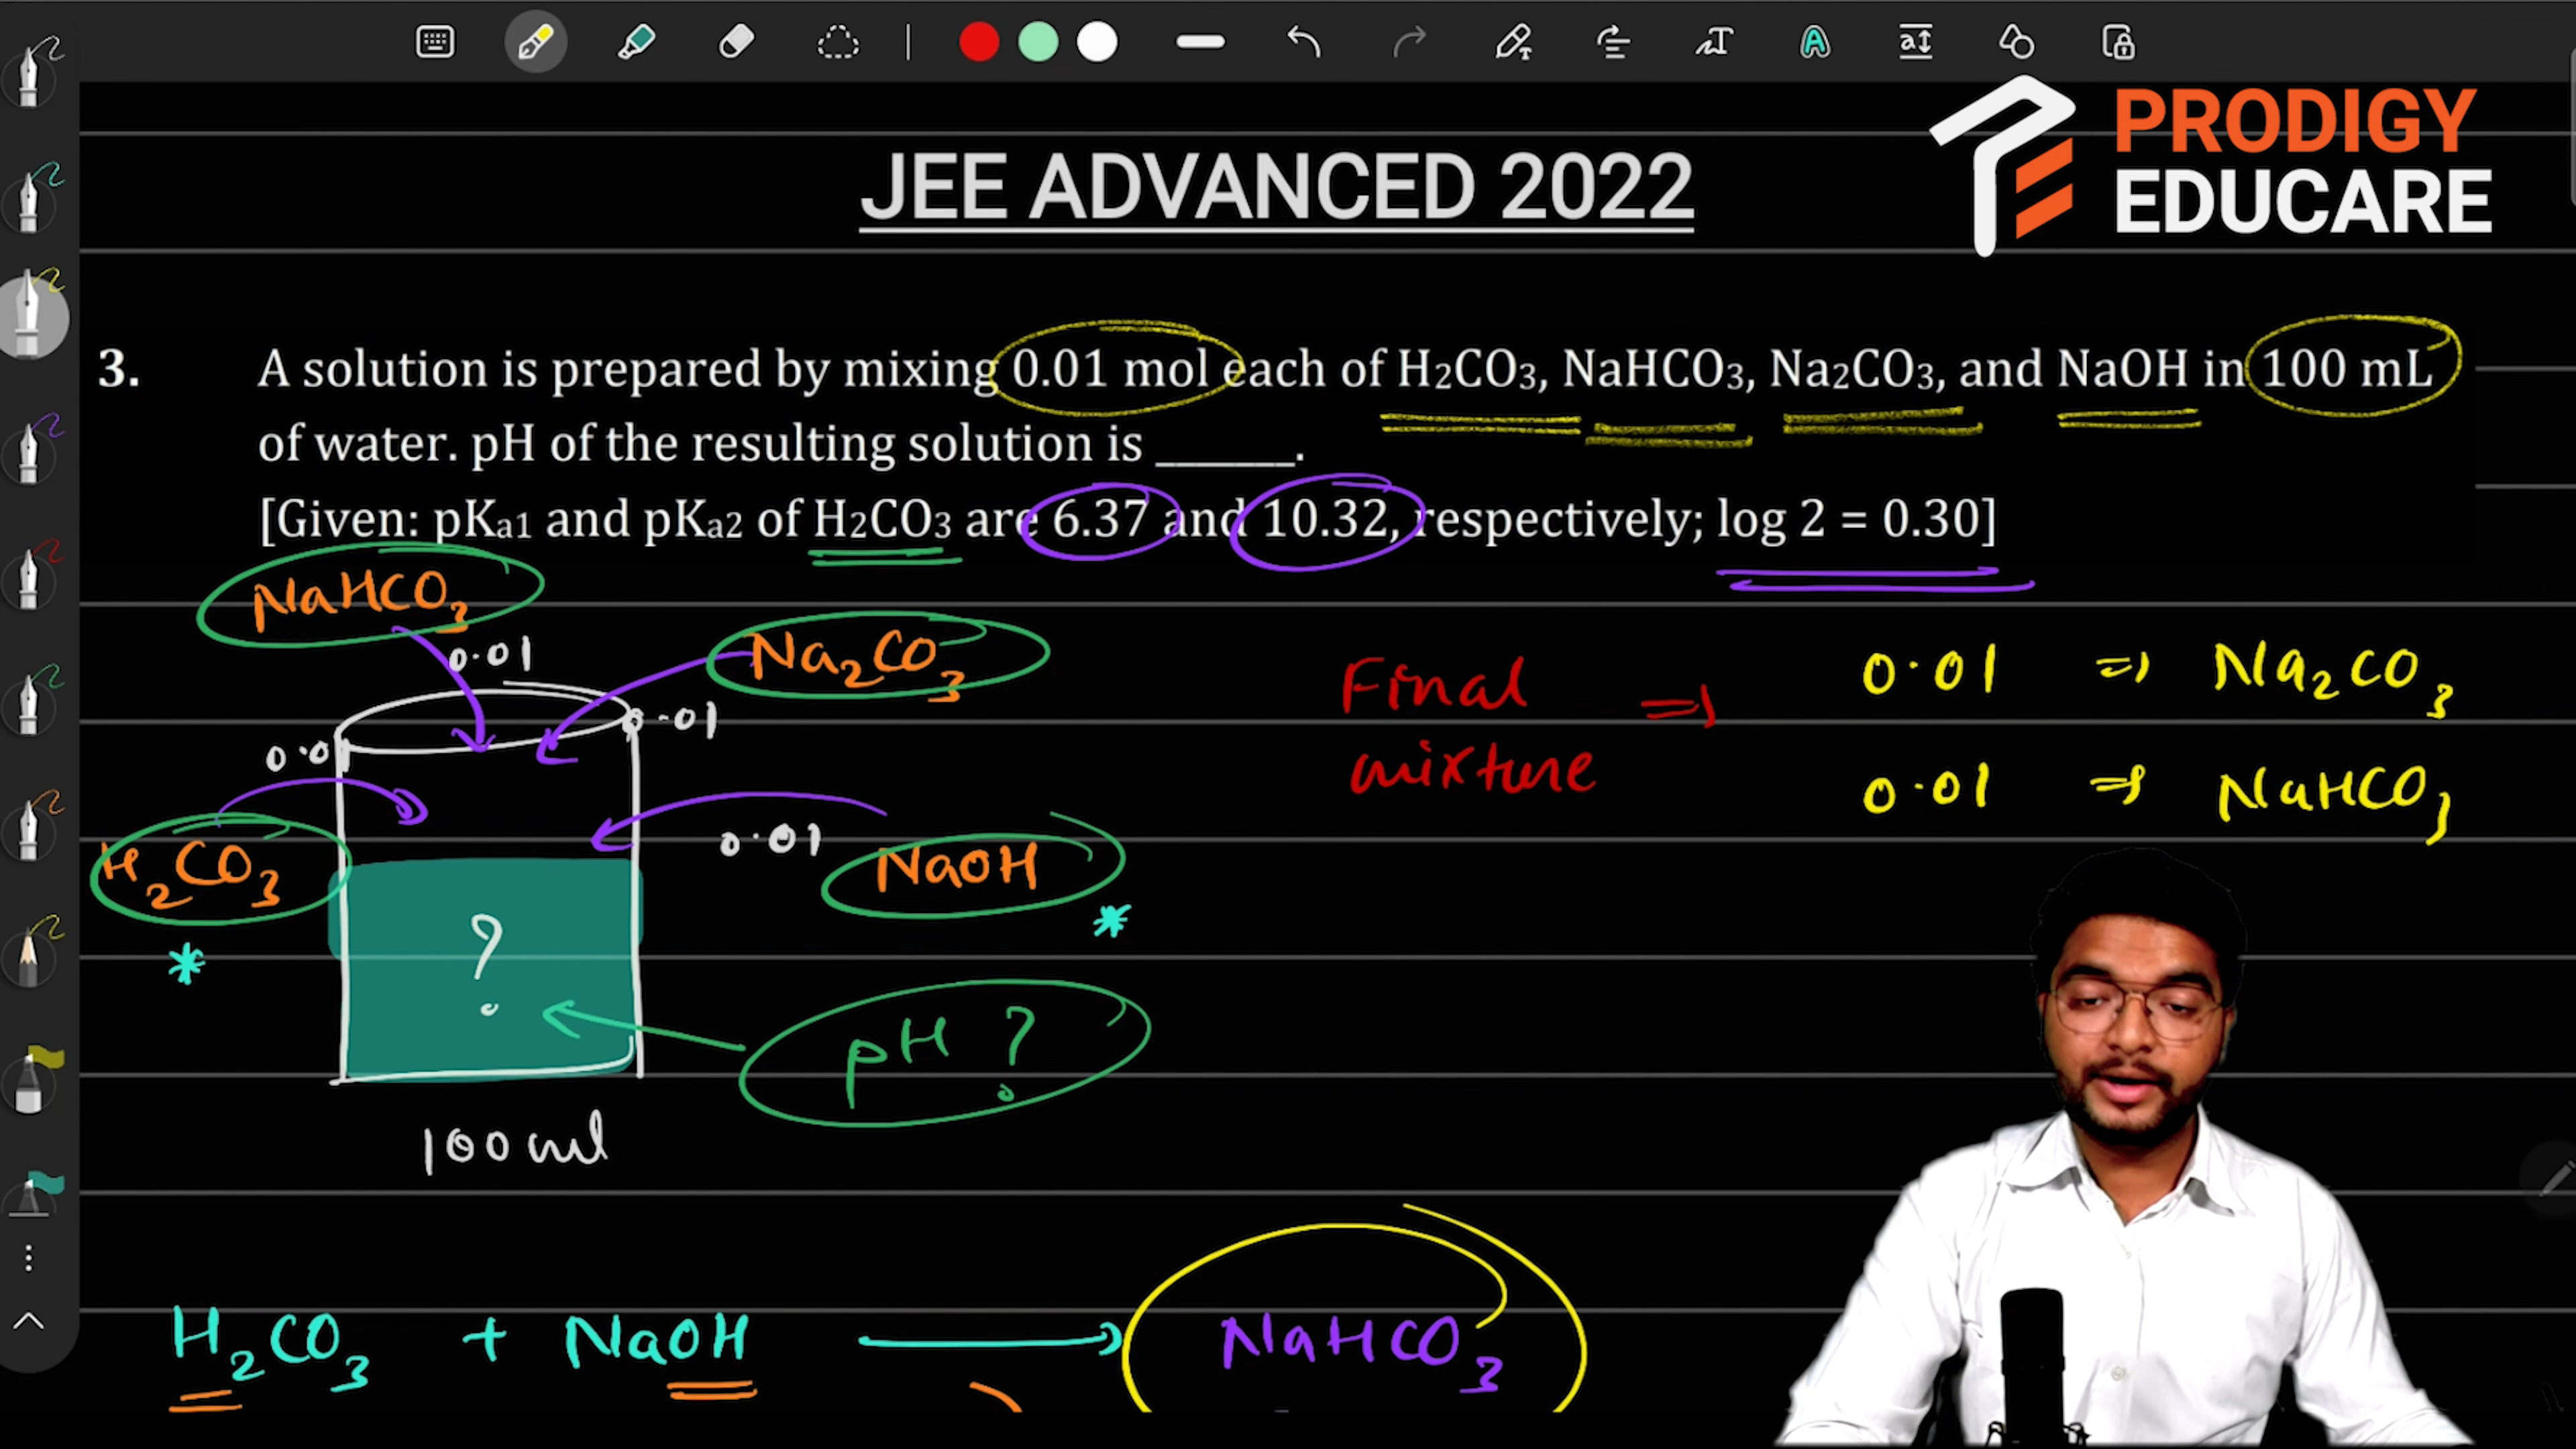 PRODIGY
EDUCARE
JEE ADVANCED 2022
3. A solution is prepared by mixing 0.01 mol each of H₂CO₃, NaHCO₃, Na₂CO₃, and NaOH in 100 mL
of water. pH of the resulting solution is ______.
[Given: pKₐ₁ and pKₐ₂ of H₂CO₃ are 6.37 and 10.32, respectively; log 2 = 0.30]
NaHCO₃
0.01
Na₂CO₃
0.01
0.01
H₂CO₃
0.01
NaOH
*
*
?
pH ?
100 ml
Final ⇒
mixture
0.01 ⇒ Na₂CO₃
0.01 ⇒ NaHCO₃
H₂CO₃ + NaOH → NaHCO₃